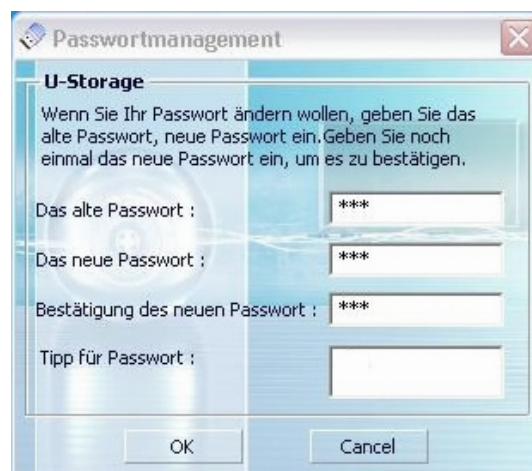 Passwortmanagement
U-Storage
Wenn Sie Ihr Passwort ändern wollen, geben Sie das
alte Passwort, neue Passwort ein.Geben Sie noch
einmal das neue Passwort ein, um es zu bestätigen.
Das alte Passwort : ***
Das neue Passwort : ***
Bestätigung des neuen Passwort : ***
Tipp für Passwort :
OK Cancel